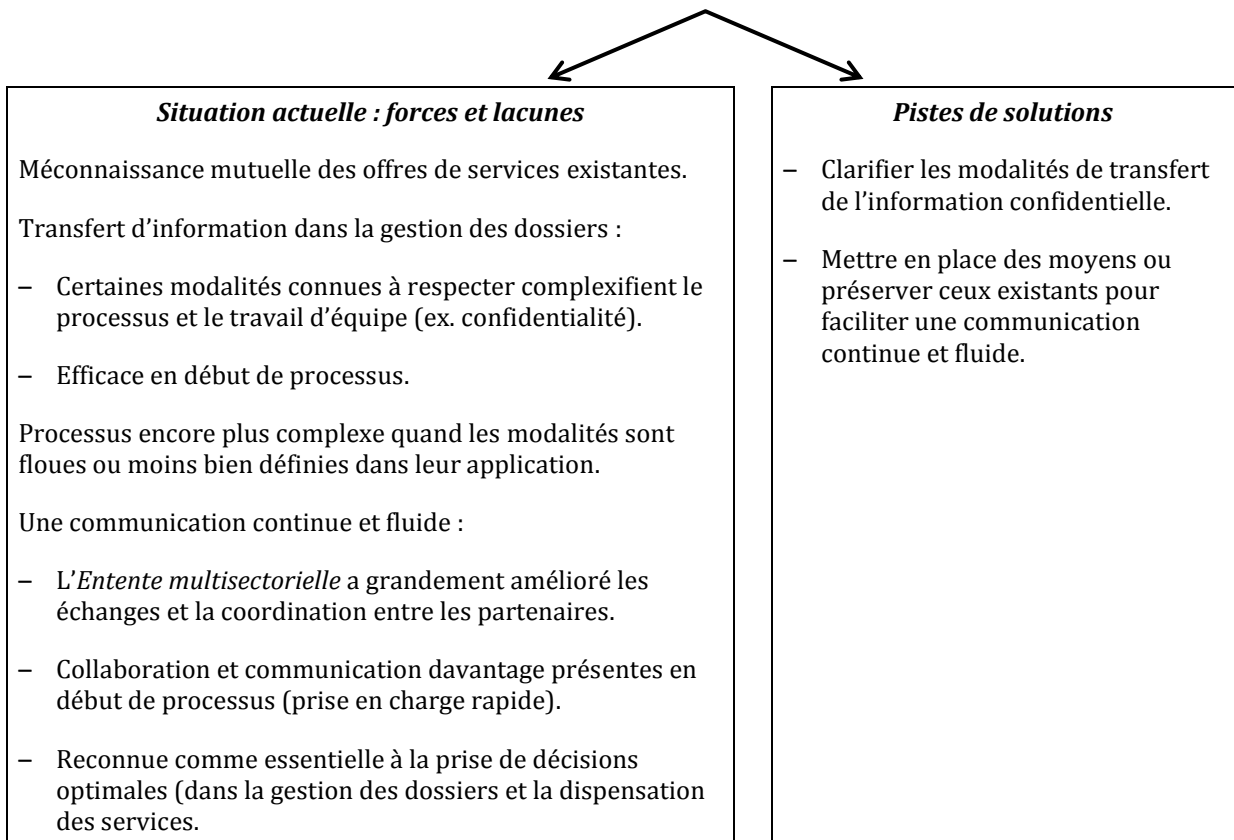 Situation actuelle : forces et lacunes
Méconnaissance mutuelle des offres de services existantes.
Transfert d’information dans la gestion des dossiers :
– Certaines modalités connues à respecter complexifient le
processus et le travail d’équipe (ex. confidentialité).
– Efficace en début de processus.
Processus encore plus complexe quand les modalités sont
floues ou moins bien définies dans leur application.
Une communication continue et fluide :
– L’Entente multisectorielle a grandement amélioré les
échanges et la coordination entre les partenaires.
– Collaboration et communication davantage présentes en
début de processus (prise en charge rapide).
– Reconnue comme essentielle à la prise de décisions
optimales (dans la gestion des dossiers et la dispensation
des services.
Pistes de solutions
– Clarifier les modalités de transfert
de l’information confidentielle.
– Mettre en place des moyens ou
préserver ceux existants pour
faciliter une communication
continue et fluide.